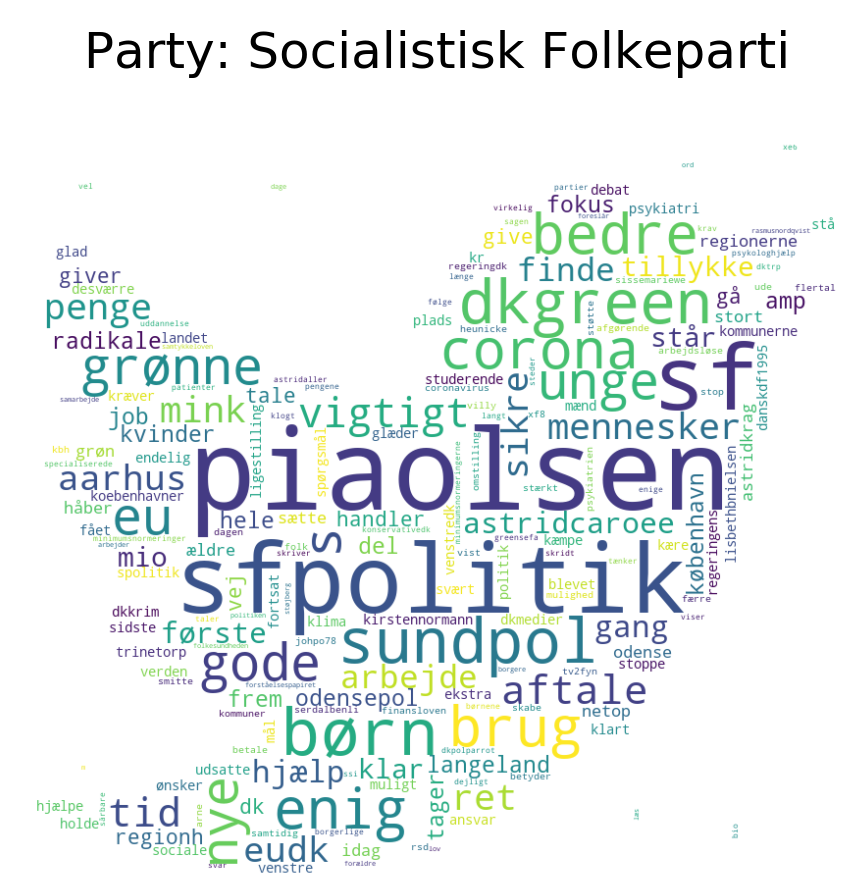 Party: Socialistisk Folkeparti
xeb
ord
vel
dage
partier
debat
virkelig
fokus
psykiatri
foreslår
sagen
krav
stå
rasmusnordqvist
give
bedre
regionerne
glad
kr
psykologhjælp
regeringdk
finde
tillykke
dktrp
giver
længe
sissemariewe
flertal
desværre
ude
penge
følge
dkgreen
gå
amp
uddannelse
plads
støtte
stort
heunicke
afgørende
kommunerne
radikale
landet
står
sæmtykkeloven
corona
arbejdsløse
grønne
studerende
sf
danskdf1995
astridaller
steder
pengene
coronavirus
unge
stop
patienter
kræver
tale
sikre
samarbejde
mink
villy
mænd
job
klogt
vigtigt
langt
xf8
astridkrag
kvinder
ligestilling
spørgsmål
glæder
mennesker
kbh
grøn
endelig
omstilling
specialiserede
minimumsnormeringerne
psykiatrien
aarhus
piaolsen
stærkt
enige
københavn
lisbethbnielsen
håber
koebenhavner
fået
hele
sætte
handler
astridcaroee
regeringens
dagen
konservativedk
minimumsnormeringer
eu
s
venstredk
greensefa
kæmpe
kære
arbejder
skriver
mio
ældre
folk
del
vist
politik
skridt
tænker
spolitik
vej
fortsat
støjberg
sfpolitik
svært
blevet
mulighed
færre
dkkrim
politiken
klima
kirstennormann
dkmedier
viser
sidste
taler
første
johpo78
sundpol
gang
trinetorp
folkesundheden
odense
verden
gode
borgere
stoppe
smitte
forståelsespapiret
arbejde
tv2fyn
frem
odensepol
ekstra
aftale
kommuner
serdalbenli
finansloven
børnene
skabe
netop
mål
børn
brug
klart
betale
dkpolparrot
udsatte
hjælp
ssi
klar
langeland
ønsker
muligt
dejligt
betyder
hjælpe
sårbare
tid
nye
dk
enig
tager
ret
holde
arne
ansvar
regionh
samtidig
borgerlige
bio
sociale
eudk
idag
rsd
lov
svar
venstre
forældre